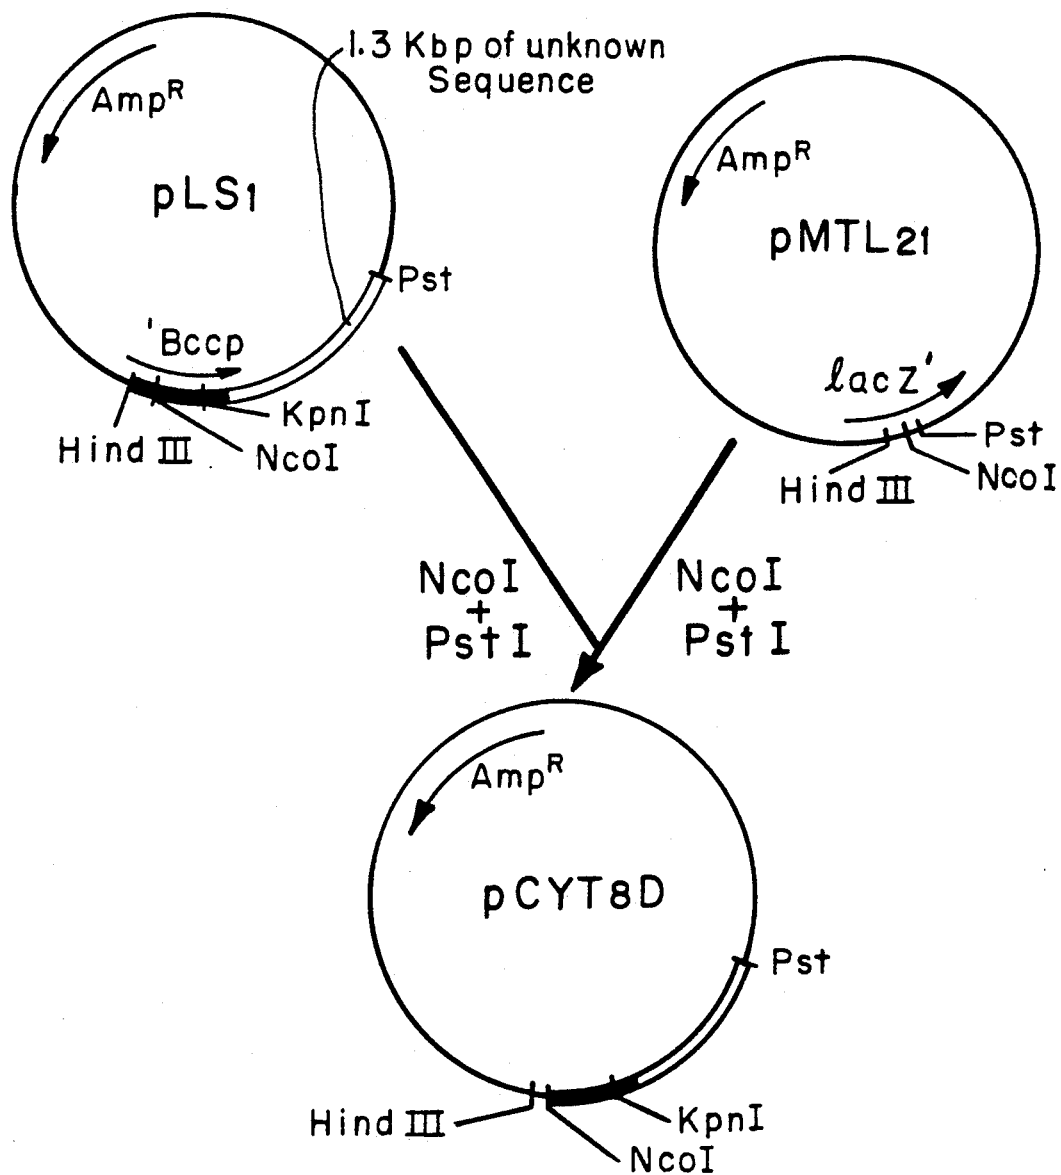 1.3 Kbp of unknown
Sequence
AmpR
pLS1
Pst
'Bccp
KpnI
Hind III
NcoI
AmpR
pMTL21
lacZ'
Pst
Hind III
NcoI
NcoI
+
Pst I
NcoI
+
Pst I
AmpR
pCYT8D
Pst
Hind III
KpnI
NcoI